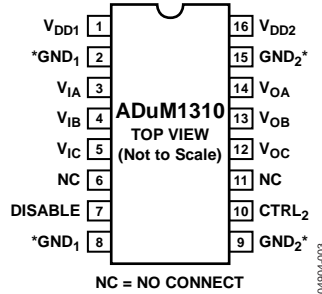 VDD1 1
*GND1 2
VIA 3
VIB 4
VIC 5
NC 6
DISABLE 7
*GND1 8
ADuM1310
TOP VIEW
(Not to Scale)
16 VDD2
15 GND2*
14 VOA
13 VOB
12 VOC
11 NC
10 CTRL2
9 GND2*
NC = NO CONNECT
04904-003